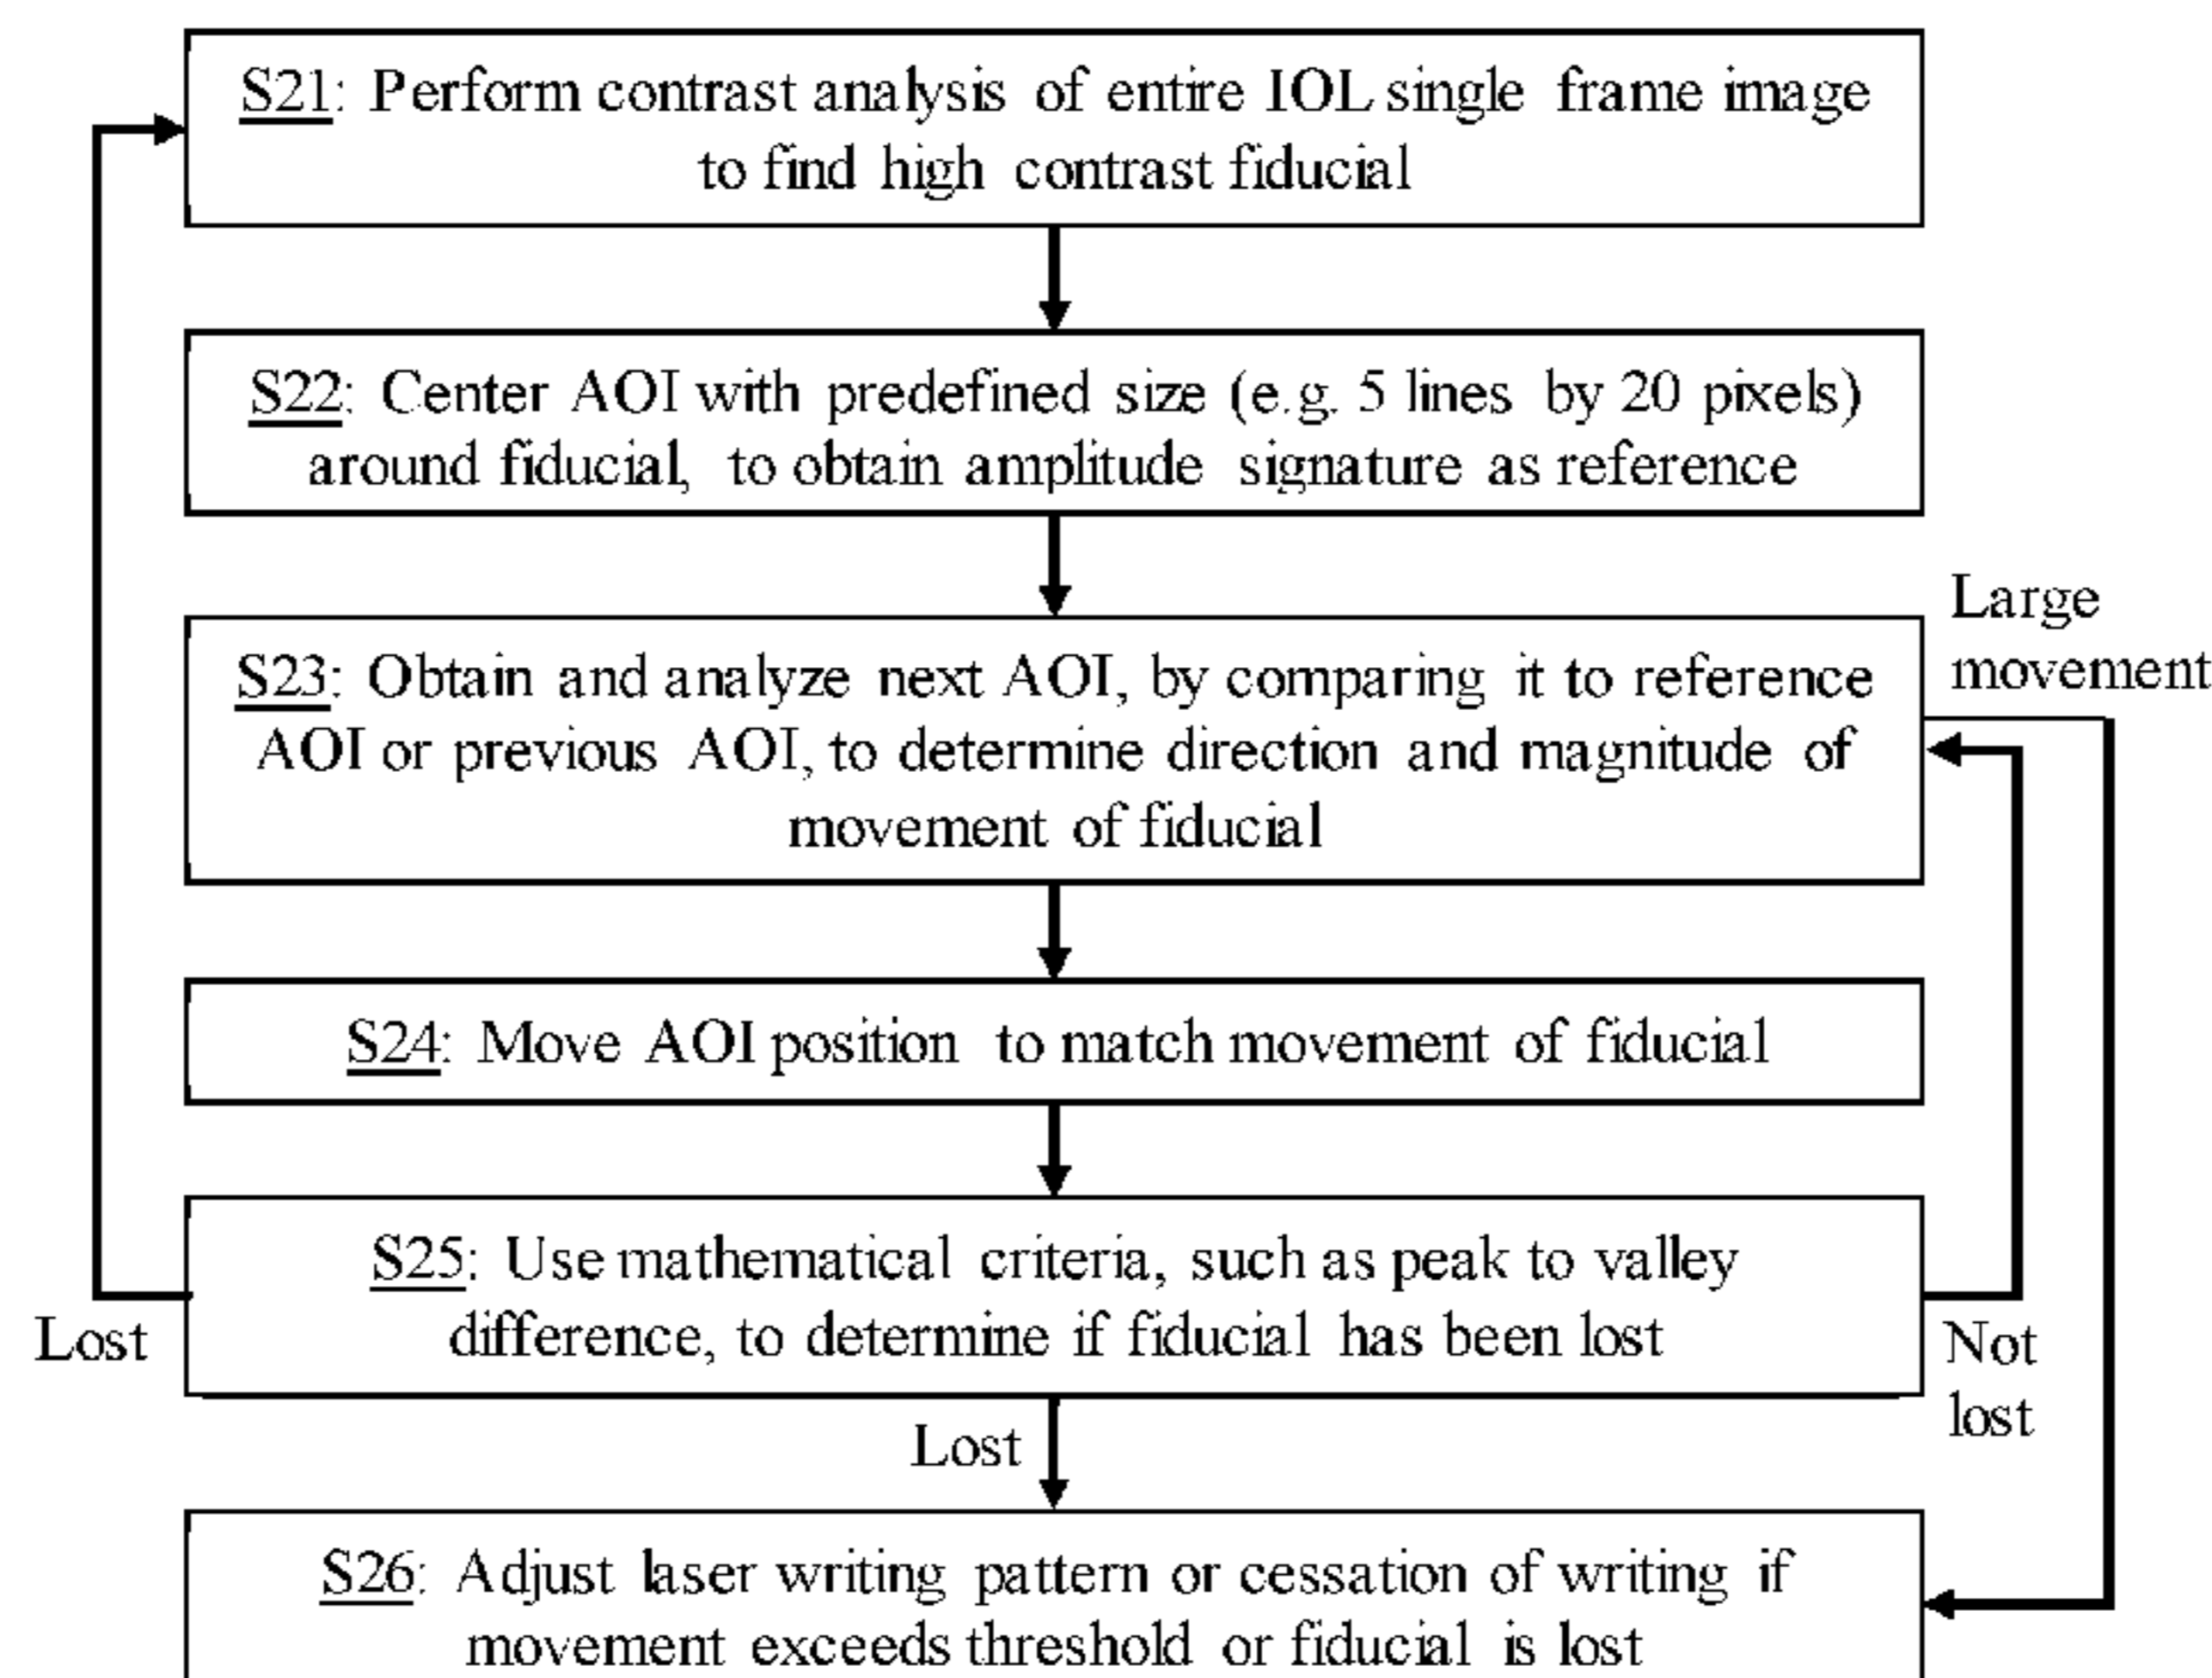 S21: Perform contrast analysis of entire IOL single frame image
to find high contrast fiducial
S22: Center AOI with predefined size (e.g. 5 lines by 20 pixels)
around fiducial, to obtain amplitude signature as reference
Large
movement
S23: Obtain and analyze next AOI, by comparing it to reference
AOI or previous AOI, to determine direction and magnitude of
movement of fiducial
S24: Move AOI position to match movement of fiducial
S25: Use mathematical criteria, such as peak to valley
difference, to determine if fiducial has been lost
Lost
Not
lost
Lost
S26: Adjust laser writing pattern or cessation of writing if
movement exceeds threshold or fiducial is lost